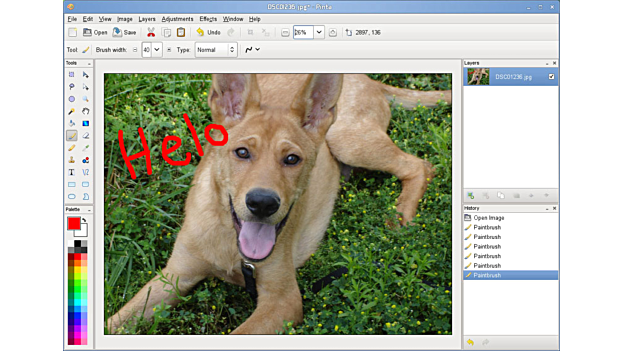 DSC01236.jpg* - Pinta
File Edit View Image Layers Adjustments Effects Window Help
New Open Save Undo 26% 2897, 136
Tool: Brush width: 40 Type: Normal
Tools
Layers
DSC01236.jpg
Helo
T
Palette
History
Open Image
Paintbrush
Paintbrush
Paintbrush
Paintbrush
Paintbrush